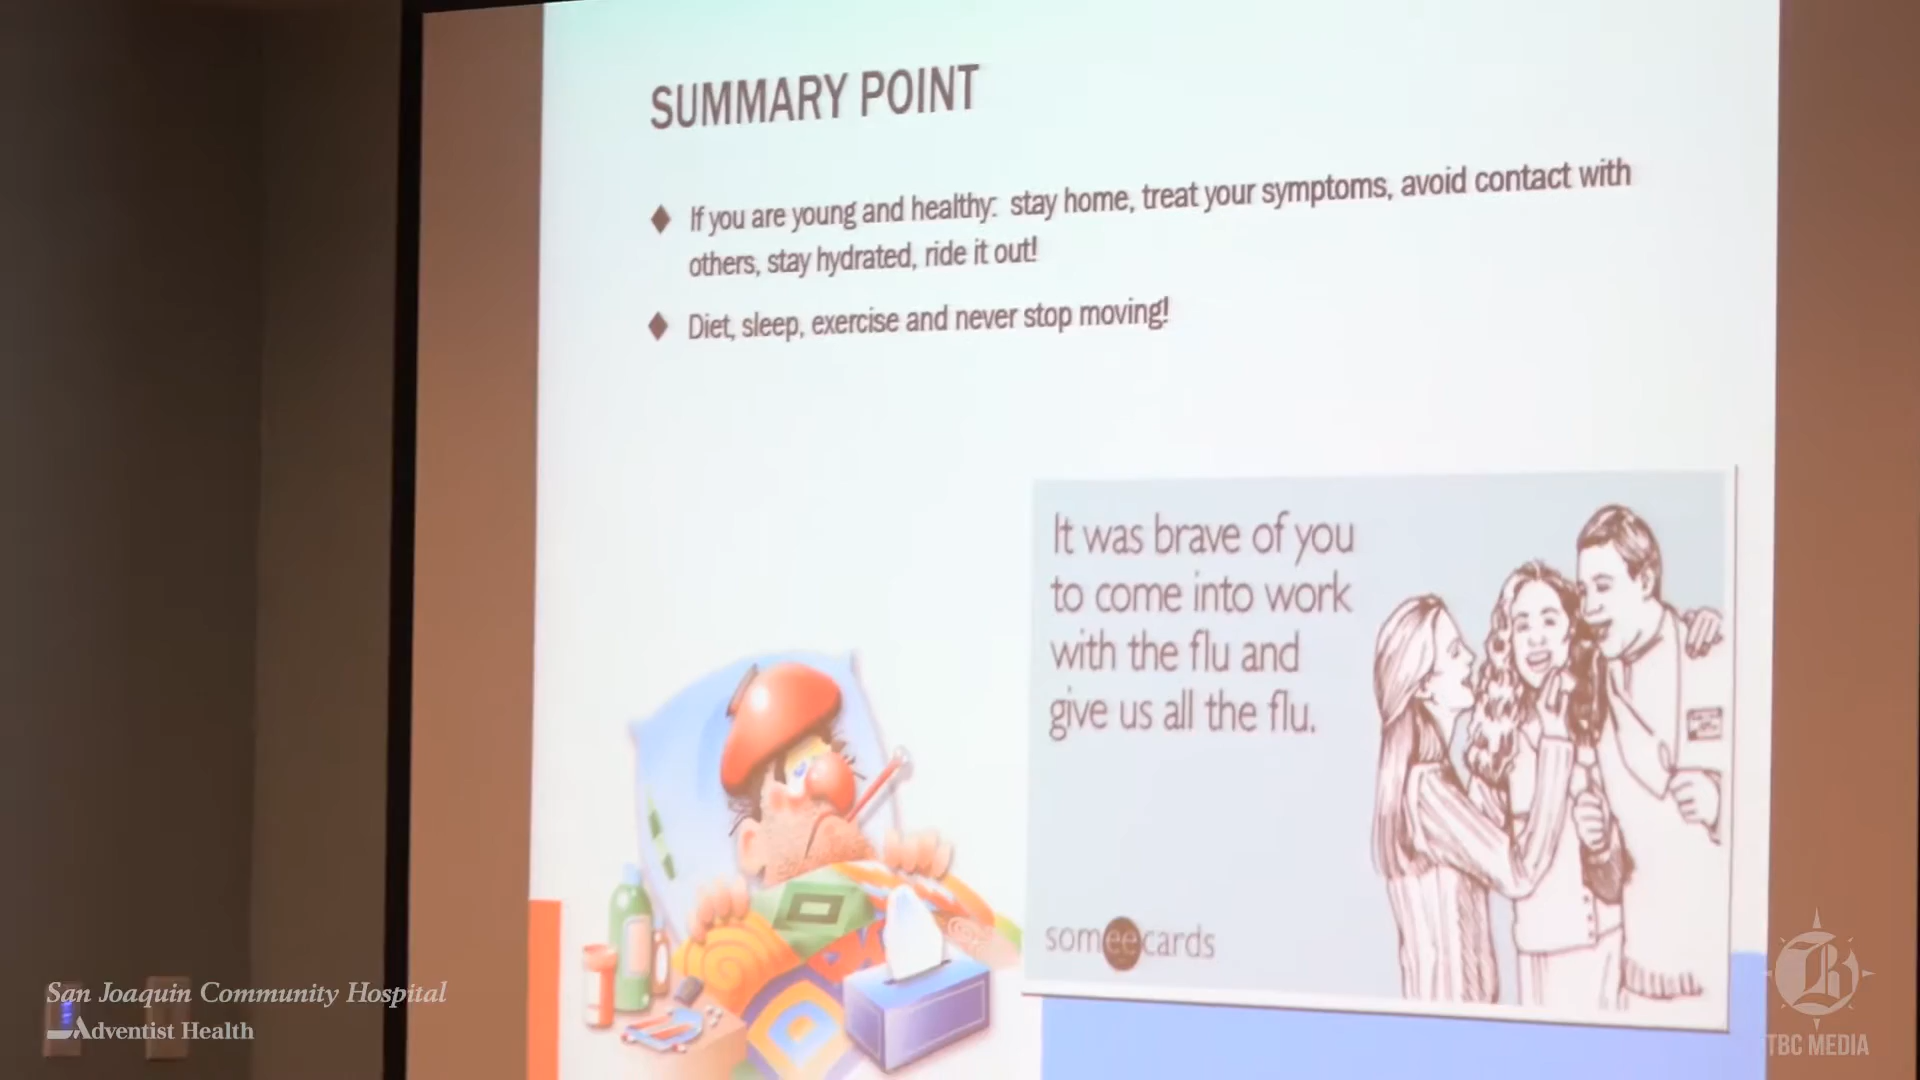 SUMMARY POINT
If you are young and healthy: stay home, treat your symptoms, avoid contact with
others, stay hydrated, ride it out!
Diet, sleep, exercise and never stop moving!
It was brave of you
to come into work
with the flu and
give us all the flu.
someecards
San Joaquin Community Hospital
Adventist Health
TBC MEDIA